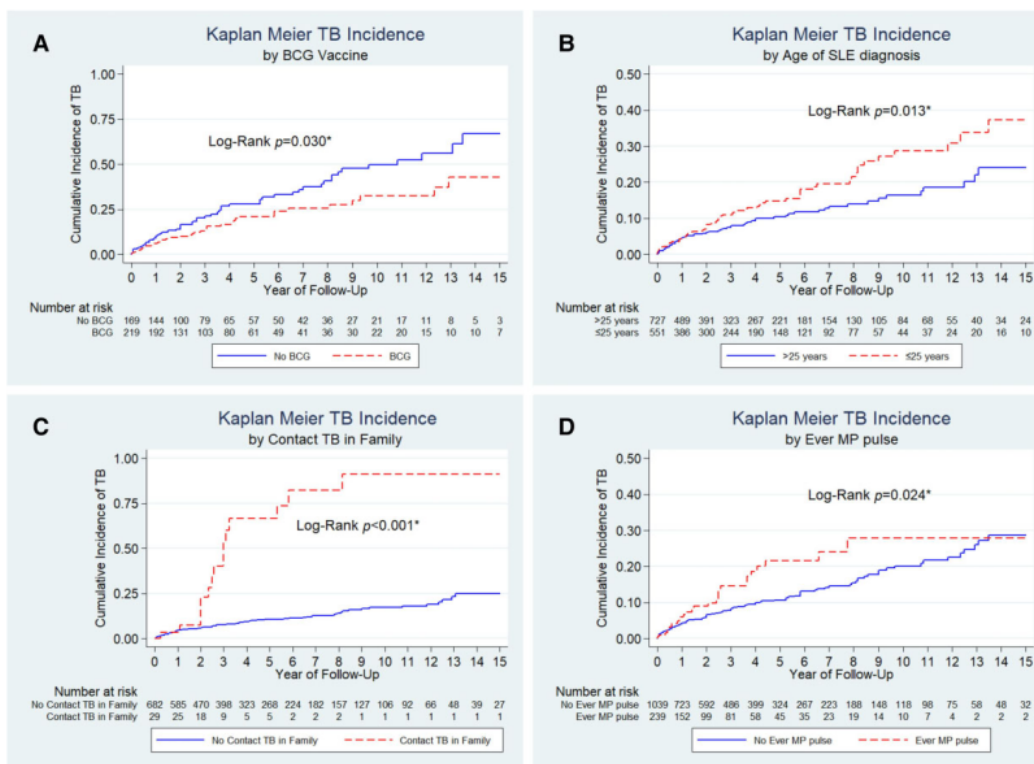 A
Kaplan Meier TB Incidence
by BCG Vaccine
Cumulative Incidence of TB
1.00
0.75
0.50
0.25
0.00
Log-Rank p=0.030*
0 1 2 3 4 5 6 7 8 9 10 11 12 13 14 15
Year of Follow-Up
Number at risk
No BCG 169 144 100 79 65 57 50 42 36 27 21 17 11 8 5 3
BCG 219 192 131 103 80 61 49 41 36 30 22 20 15 10 10 7
No BCG BCG
B
Kaplan Meier TB Incidence
by Age of SLE diagnosis
Cumulative Incidence of TB
0.50
0.40
0.30
0.20
0.10
0.00
Log-Rank p=0.013*
0 1 2 3 4 5 6 7 8 9 10 11 12 13 14 15
Year of Follow-Up
Number at risk
>25 years 727 489 391 323 267 221 181 154 130 105 84 68 55 40 34 24
≤25 years 551 386 300 244 190 148 121 92 77 57 44 37 24 20 16 10
>25 years ≤25 years
C
Kaplan Meier TB Incidence
by Contact TB in Family
Cumulative Incidence of TB
1.00
0.75
0.50
0.25
0.00
Log-Rank p<0.001*
0 1 2 3 4 5 6 7 8 9 10 11 12 13 14 15
Year of Follow-Up
Number at risk
No Contact TB in Family 682 585 470 398 323 268 224 182 157 127 106 92 66 48 39 27
Contact TB in Family 29 25 18 9 5 5 2 2 2 1 1 1 1 1 1 1
No Contact TB in Family Contact TB in Family
D
Kaplan Meier TB Incidence
by Ever MP pulse
Cumulative Incidence of TB
0.50
0.40
0.30
0.20
0.10
0.00
Log-Rank p=0.024*
0 1 2 3 4 5 6 7 8 9 10 11 12 13 14 15
Year of Follow-Up
Number at risk
No Ever MP pulse 1039 723 592 486 399 324 267 223 188 148 118 98 75 58 48 32
Ever MP pulse 239 152 99 81 58 45 35 23 19 14 10 7 4 2 2 2
No Ever MP pulse Ever MP pulse